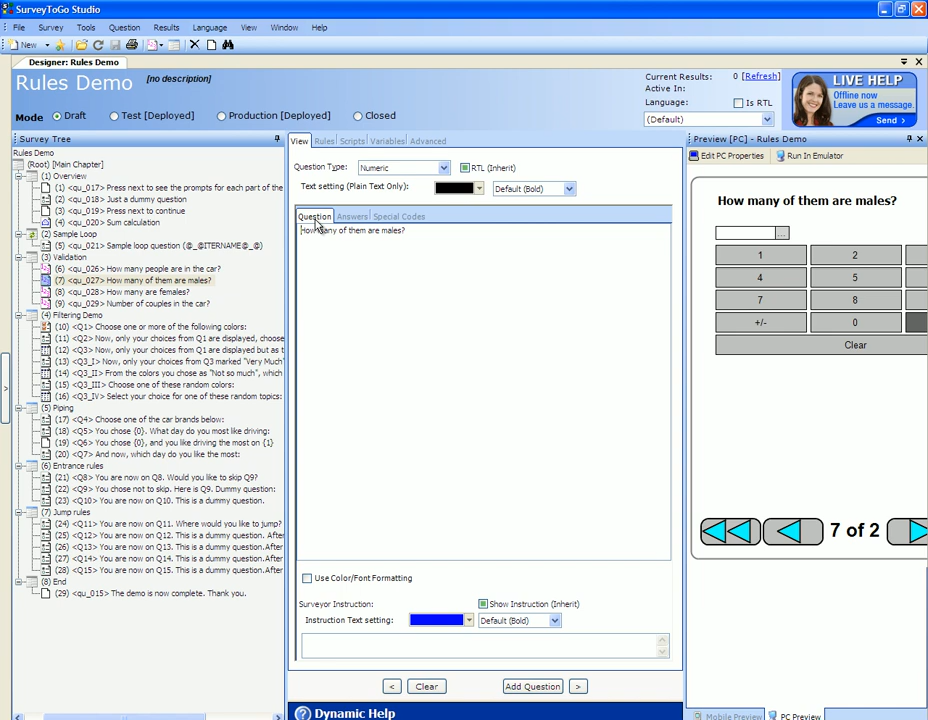 SurveyToGo Studio
File Survey Tools Question Results Language View Window Help
New
Designer: Rules Demo
Rules Demo [no description]
Current Results: 0 [Refresh]
Active In:
Language: Is RTL
(Default)
LIVE HELP
Offline now
Leave us a message.
Send >
Mode Draft Test [Deployed] Production [Deployed] Closed
Survey Tree
Rules Demo
(Root) [Main Chapter]
(1) Overview
(1) <qu_017> Press next to see the prompts for each part of the
(2) <qu_018> Just a dummy question
(3) <qu_019> Press next to continue
(4) <qu_020> Sum calculation
(2) Sample Loop
(5) <qu_021> Sample loop question (@_@ITERNAME@_@)
(3) Validation
(6) <qu_026> How many people are in the car?
(7) <qu_027> How many of them are males?
(8) <qu_028> How many are females?
(9) <qu_029> Number of couples in the car?
(4) Filtering Demo
(10) <Q1> Choose one or more of the following colors:
(11) <Q2> Now, only your choices from Q1 are displayed, choose
(12) <Q3> Now, only your choices from Q1 are displayed but as t
(13) <Q3_I> Now, only your choices from Q3 marked "Very Much"
(14) <Q3_II> From the colors you chose as "Not so much", which
(15) <Q3_III> Choose one of these random colors:
(16) <Q3_IV> Select your choice for one of these random topics:
(5) Piping
(17) <Q4> Choose one of the car brands below:
(18) <Q5> You chose {0}. What day do you most like driving:
(19) <Q6> You chose {0}, and you like driving the most on {1}
(20) <Q7> And now, which day do you like the most:
(6) Entrance rules
(21) <Q8> You are now on Q8. Would you like to skip Q9?
(22) <Q9> You chose not to skip. Here is Q9. Dummy question:
(23) <Q10> You are now on Q10. This is a dummy question.
(7) Jump rules
(24) <Q11> You are now on Q11. Where would you like to jump?
(25) <Q12> You are now on Q12. This is a dummy question. After
(26) <Q13> You are now on Q13. This is a dummy question.After
(27) <Q14> You are now on Q14. This is a dummy question.After
(28) <Q15> You are now on Q15. This is a dummy question.After
(8) End
(29) <qu_015> The demo is now complete. Thank you.
View Rules Scripts Variables Advanced
Question Type: Numeric RTL (Inherit)
Text setting (Plain Text Only): Default (Bold)
Question Answers Special Codes
How many of them are males?
Use Color/Font Formatting
Surveyor Instruction: Show Instruction (Inherit)
Instruction Text setting: Default (Bold)
< Clear Add Question >
Dynamic Help
Preview [PC] - Rules Demo
Edit PC Properties Run In Emulator
How many of them are males?
...
1 2
4 5
7 8
+/- 0
Clear
7 of 2
Mobile Preview PC Preview